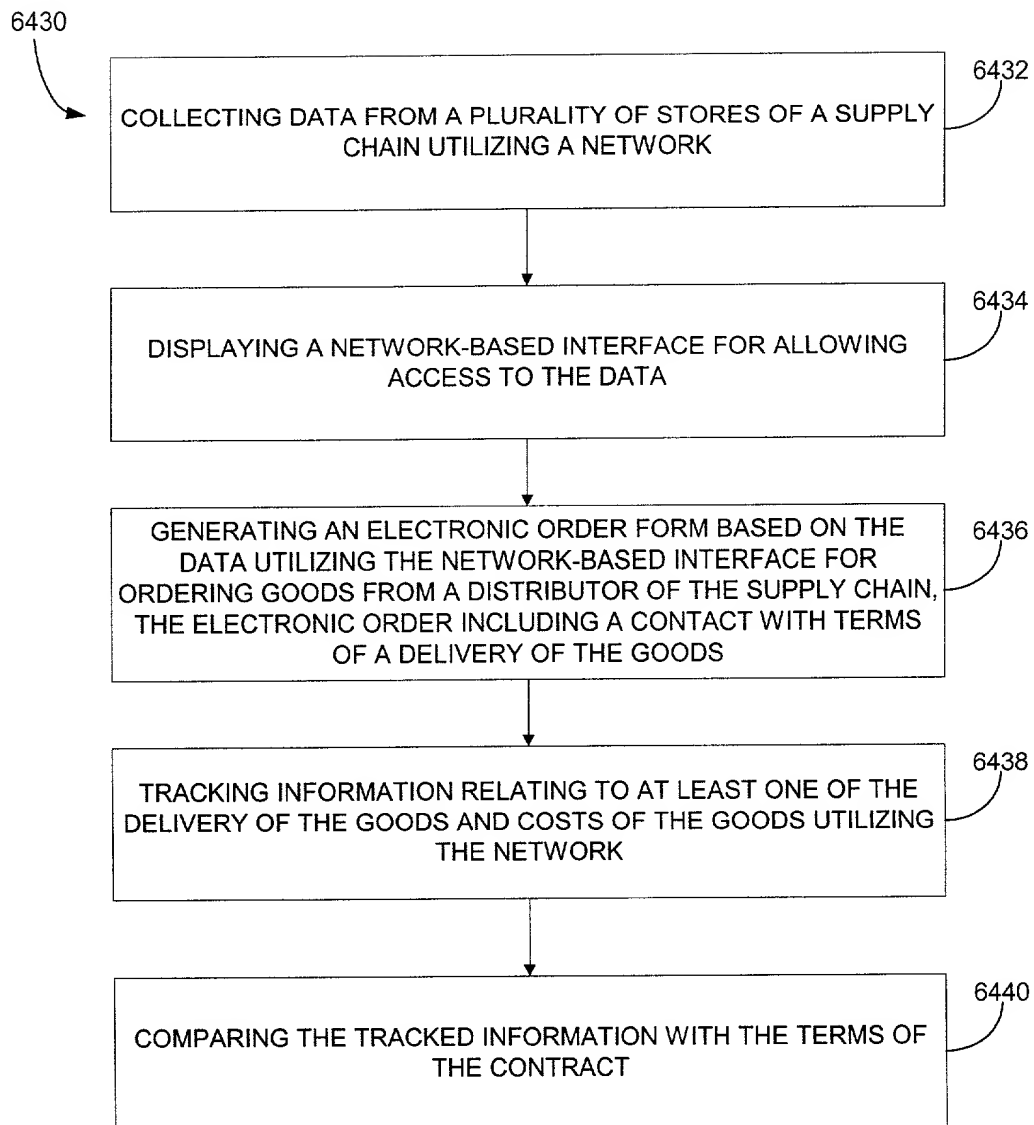 6430
6432
COLLECTING DATA FROM A PLURALITY OF STORES OF A SUPPLY
CHAIN UTILIZING A NETWORK
6434
DISPLAYING A NETWORK-BASED INTERFACE FOR ALLOWING
ACCESS TO THE DATA
6436
GENERATING AN ELECTRONIC ORDER FORM BASED ON THE
DATA UTILIZING THE NETWORK-BASED INTERFACE FOR
ORDERING GOODS FROM A DISTRIBUTOR OF THE SUPPLY CHAIN,
THE ELECTRONIC ORDER INCLUDING A CONTACT WITH TERMS
OF A DELIVERY OF THE GOODS
6438
TRACKING INFORMATION RELATING TO AT LEAST ONE OF THE
DELIVERY OF THE GOODS AND COSTS OF THE GOODS UTILIZING
THE NETWORK
6440
COMPARING THE TRACKED INFORMATION WITH THE TERMS OF
THE CONTRACT